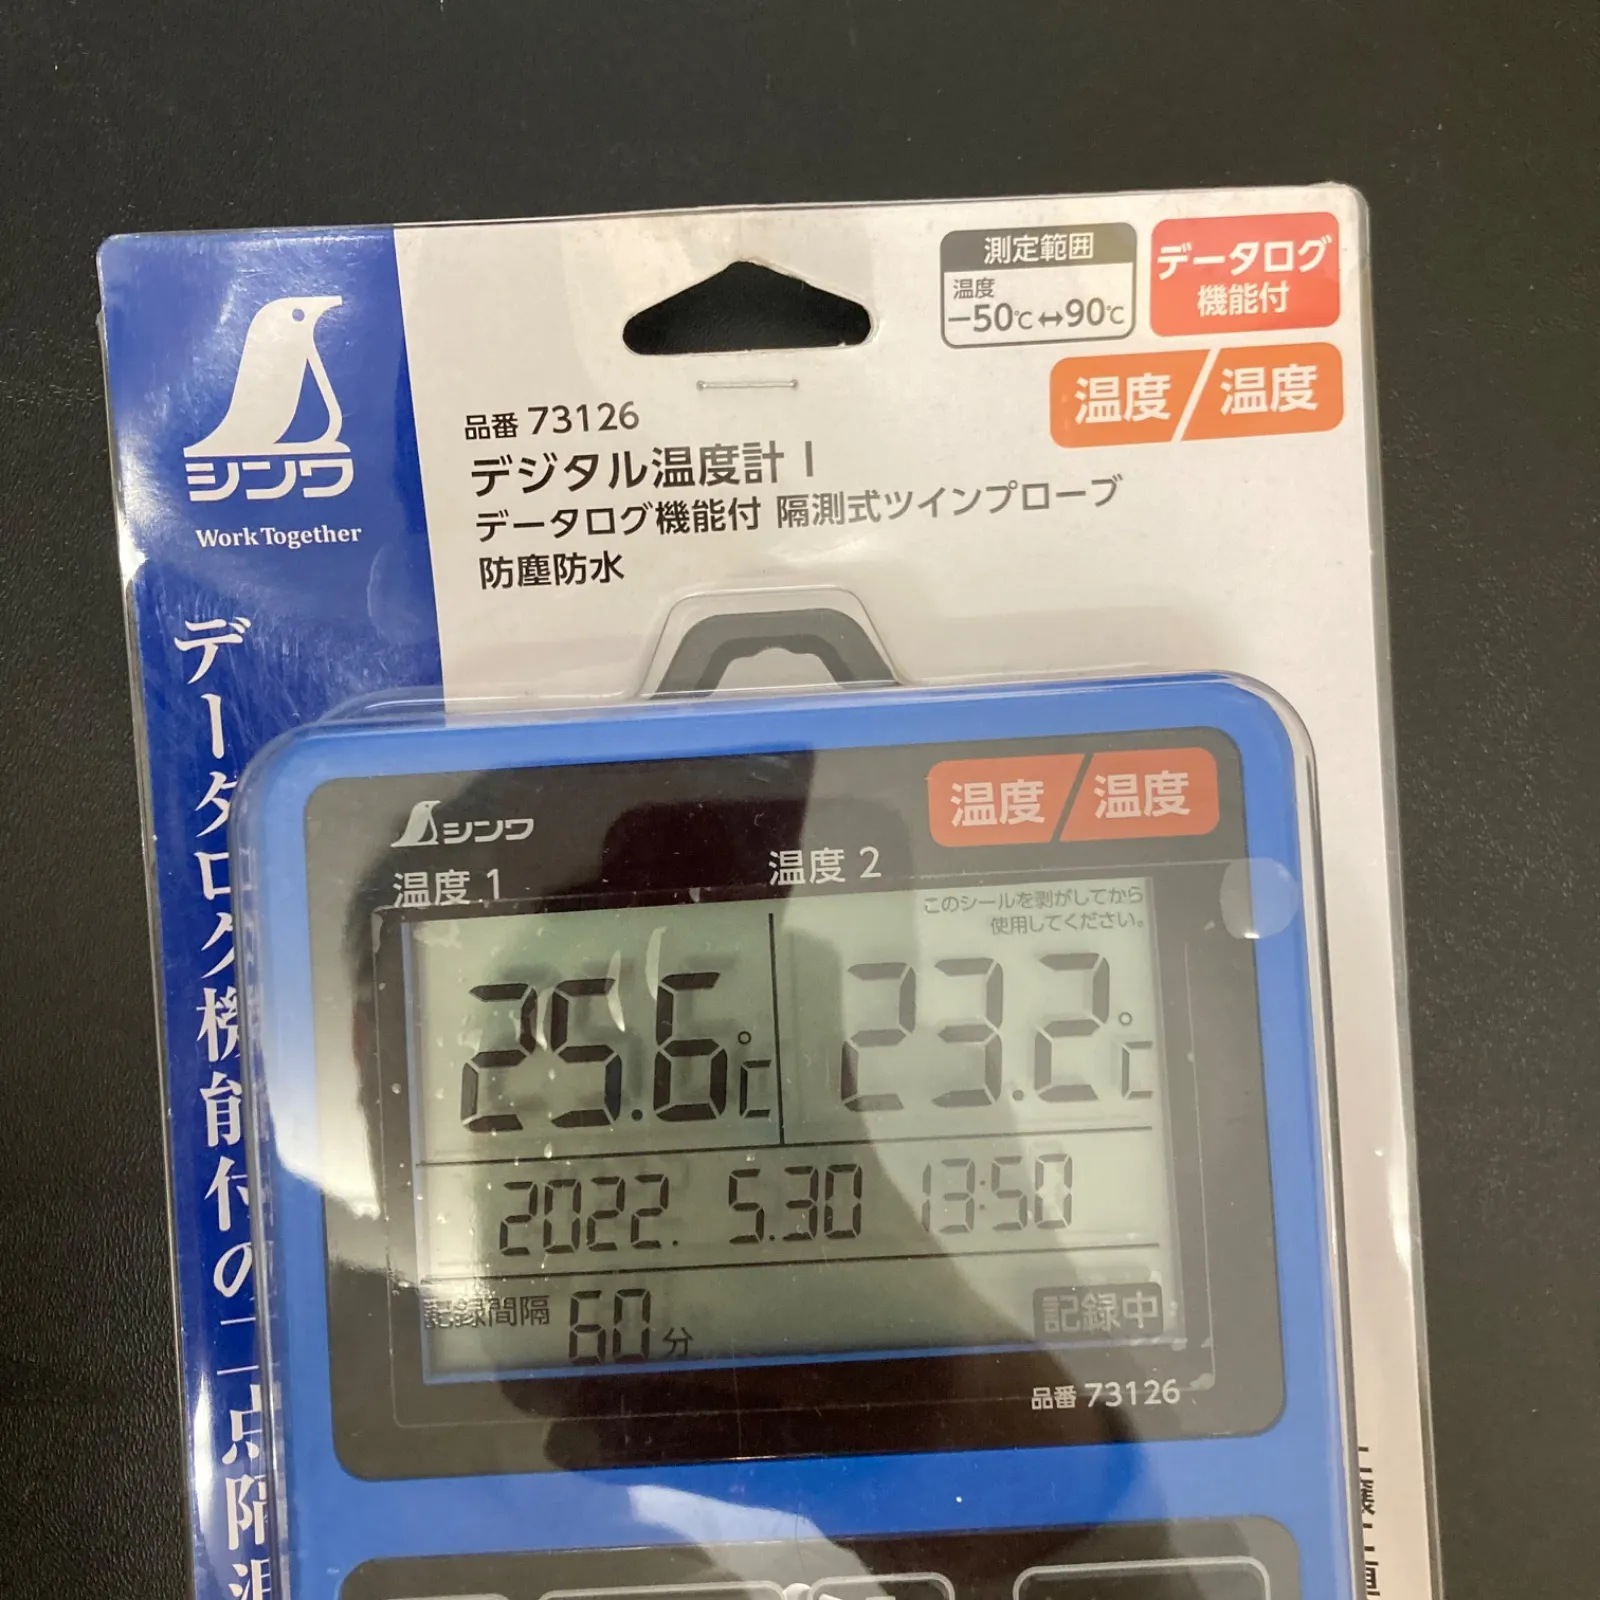 シンワ
Work Together
測定範囲
温度
−50℃↔90℃
データログ
機能付
温度/温度
品番 73126
デジタル温度計 I
データログ機能付 隔測式ツインプローブ
防塵防水
データログ機能付の二点隔測
シンワ
温度/温度
温度 1
温度 2
このシールを剥がしてから
使用してください。
25.6℃
23.2℃
2022. 5.30 13:50
記録間隔 60分
記録中
品番 73126